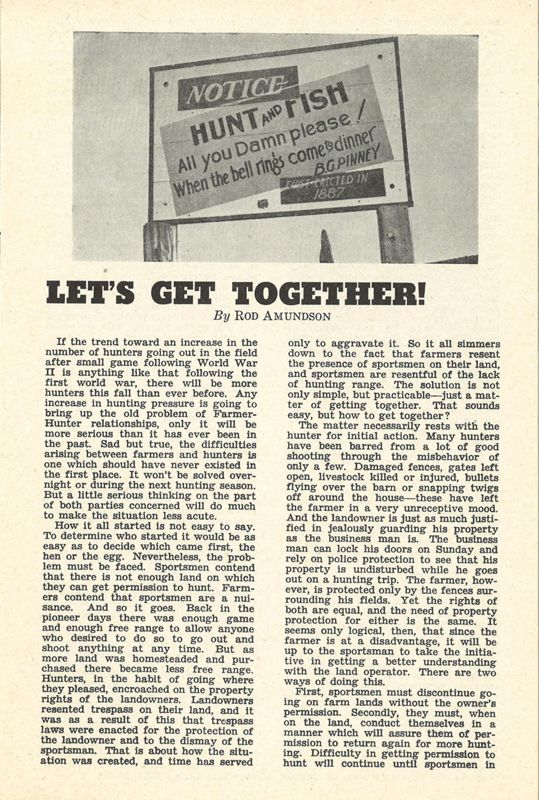 NOTICE
HUNT AND FISH
All you Damn please!
When the bell rings come to dinner
B.G. PINNEY
FIRST ERECTED IN
1887
LET'S GET TOGETHER!
By ROD AMUNDSON
If the trend toward an increase in the
number of hunters going out in the field
after small game following World War
II is anything like that following the
first world war, there will be more
hunters this fall than ever before. Any
increase in hunting pressure is going to
bring up the old problem of Farmer-
Hunter relationships, only it will be
more serious than it has ever been in
the past. Sad but true, the difficulties
arising between farmers and hunters is
one which should have never existed in
the first place. It won't be solved over-
night or during the next hunting season.
But a little serious thinking on the part
of both parties concerned will do much
to make the situation less acute.
How it all started is not easy to say.
To determine who started it would be as
easy as to decide which came first, the
hen or the egg. Nevertheless, the prob-
lem must be faced. Sportsmen contend
that there is not enough land on which
they can get permission to hunt. Farm-
ers contend that sportsmen are a nui-
sance. And so it goes. Back in the
pioneer days there was enough game
and enough free range to allow anyone
who desired to do so to go out and
shoot anything at any time. But as
more land was homesteaded and pur-
chased there became less free range.
Hunters, in the habit of going where
they pleased, encroached on the property
rights of the landowners. Landowners
resented trespass on their land, and it
was as a result of this that trespass
laws were enacted for the protection of
the landowner and to the dismay of the
sportsman. That is about how the situ-
ation was created, and time has served
only to aggravate it. So it all simmers
down to the fact that farmers resent
the presence of sportsmen on their land,
and sportsmen are resentful of the lack
of hunting range. The solution is not
only simple, but practicable—just a mat-
ter of getting together. That sounds
easy, but how to get together?
The matter necessarily rests with the
hunter for initial action. Many hunters
have been barred from a lot of good
shooting through the misbehavior of
only a few. Damaged fences, gates left
open, livestock killed or injured, bullets
flying over the barn or snapping twigs
off around the house—these have left
the farmer in a very unreceptive mood.
And the landowner is just as much justi-
fied in jealously guarding his property
as the business man is. The business
man can lock his doors on Sunday and
rely on police protection to see that his
property is undisturbed while he goes
out on a hunting trip. The farmer, how-
ever, is protected only by the fences sur-
rounding his fields. Yet the rights of
both are equal, and the need of property
protection for either is the same. It
seems only logical, then, that since the
farmer is at a disadvantage, it will be
up to the sportsman to take the initia-
tive in getting a better understanding
with the land operator. There are two
ways of doing this.
First, sportsmen must discontinue go-
ing on farm lands without the owner's
permission. Secondly, they must, when
on the land, conduct themselves in a
manner which will assure them of per-
mission to return again for more hunt-
ing. Difficulty in getting permission to
hunt will continue until sportsmen in